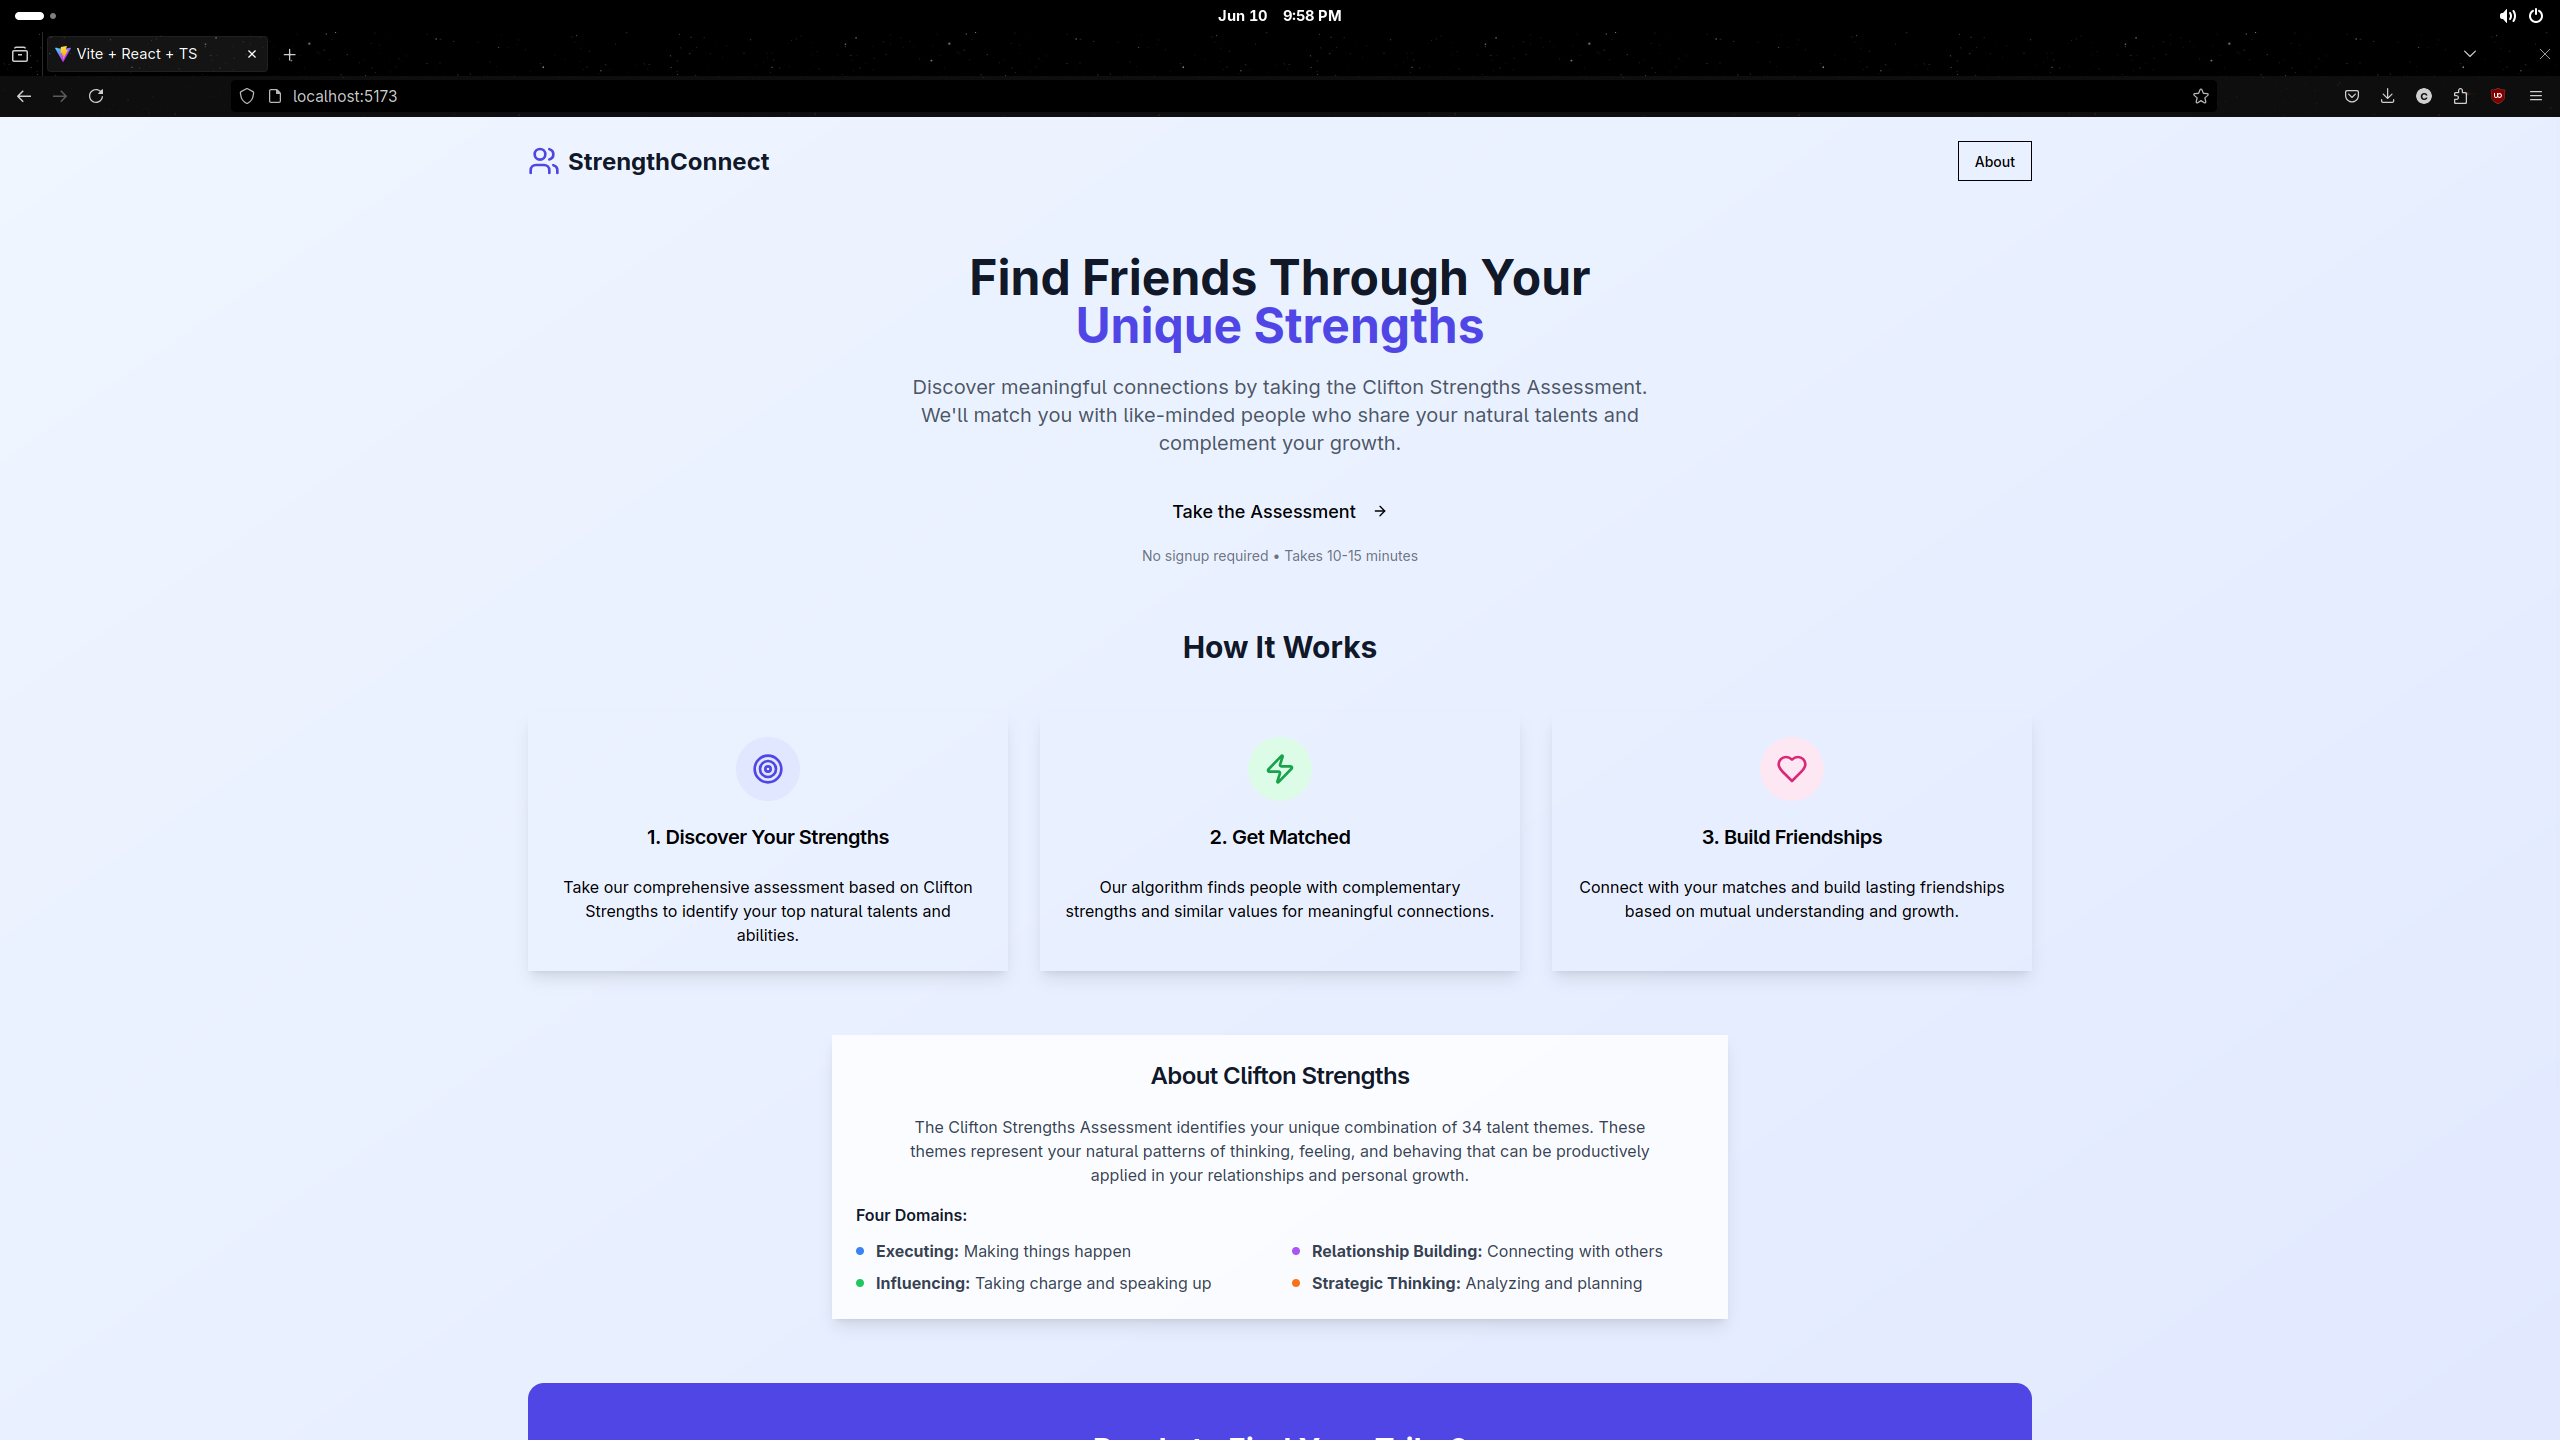 Jun 10 9:58 PM
Vite + React + TS
localhost:5173
StrengthConnect
About
Find Friends Through Your
Unique Strengths
Discover meaningful connections by taking the Clifton Strengths Assessment.
We'll match you with like-minded people who share your natural talents and
complement your growth.
Take the Assessment →
No signup required • Takes 10-15 minutes
How It Works
1. Discover Your Strengths
Take our comprehensive assessment based on Clifton
Strengths to identify your top natural talents and
abilities.
2. Get Matched
Our algorithm finds people with complementary
strengths and similar values for meaningful connections.
3. Build Friendships
Connect with your matches and build lasting friendships
based on mutual understanding and growth.
About Clifton Strengths
The Clifton Strengths Assessment identifies your unique combination of 34 talent themes. These
themes represent your natural patterns of thinking, feeling, and behaving that can be productively
applied in your relationships and personal growth.
Four Domains:
Executing: Making things happen
Influencing: Taking charge and speaking up
Relationship Building: Connecting with others
Strategic Thinking: Analyzing and planning